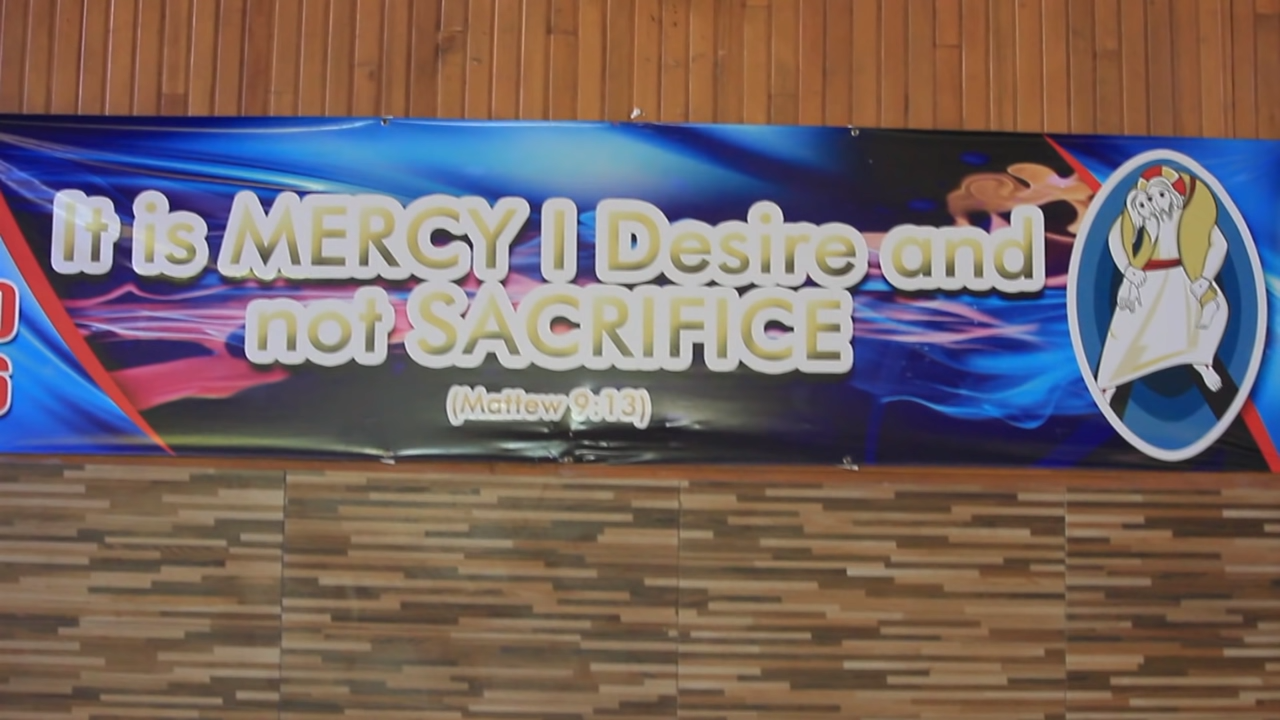 It is MERCY I Desire and
not SACRIFICE
(Mattew 9:13)